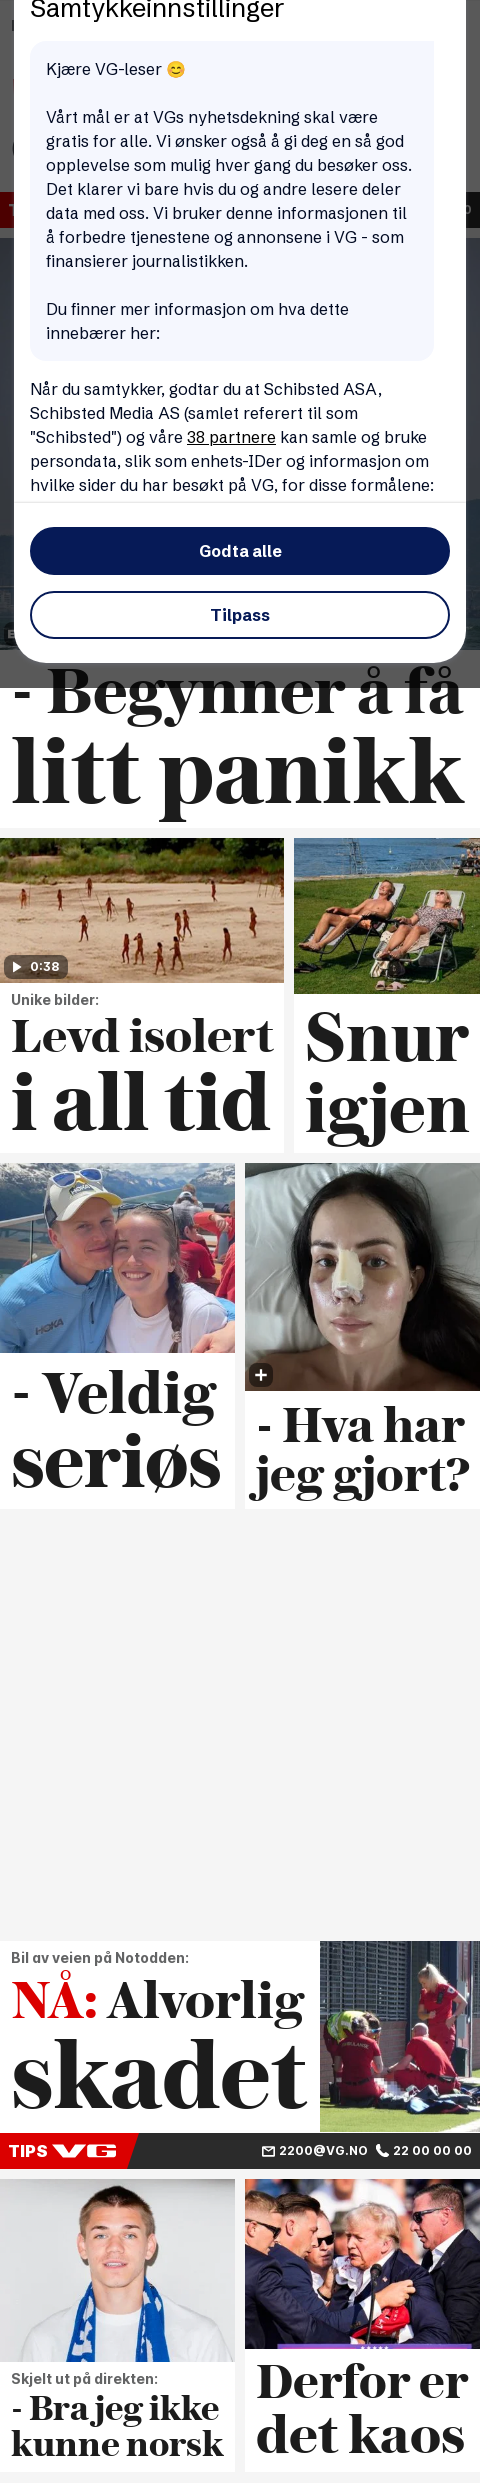 Samtykkeinnstillinger
Kjære VG-leser 😊
Vårt mål er at VGs nyhetsdekning skal være
gratis for alle. Vi ønsker også å gi deg en så god
opplevelse som mulig hver gang du besøker oss.
Det klarer vi bare hvis du og andre lesere deler
data med oss. Vi bruker denne informasjonen til
å forbedre tjenestene og annonsene i VG - som
finansierer journalistikken.
Du finner mer informasjon om hva dette
innebærer her:
Når du samtykker, godtar du at Schibsted ASA,
Schibsted Media AS (samlet referert til som
"Schibsted") og våre 38 partnere kan samle og bruke
persondata, slik som enhets-IDer og informasjon om
hvilke sider du har besøkt på VG, for disse formålene:
Godta alle
Tilpass
- Begynner å få
litt panikk
0:38
Unike bilder:
Levd isolert
i all tid
Snur
igjen
- Veldig
seriøs
- Hva har
jeg gjort?
Bil av veien på Notodden:
NÅ: Alvorlig
skadet
TIPS VG 2200@VG.NO 22 00 00 00
Skjelt ut på direkten:
- Bra jeg ikke
kunne norsk
Derfor er
det kaos